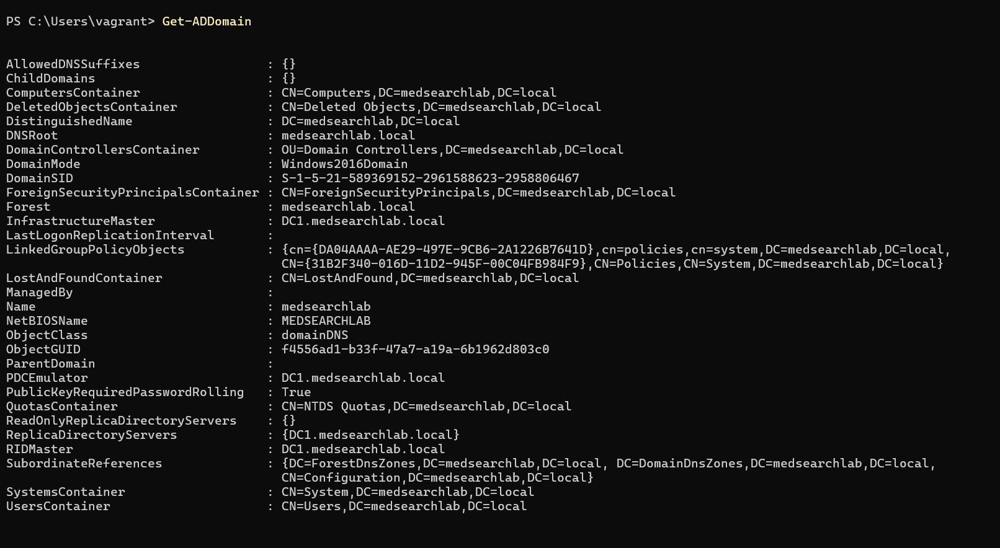 PS C:\Users\vagrant> Get-ADDomain
AllowedDNSSuffixes                 : {}
ChildDomains                       : {}
ComputersContainer                 : CN=Computers,DC=medsearchlab,DC=local
DeletedObjectsContainer            : CN=Deleted Objects,DC=medsearchlab,DC=local
DistinguishedName                  : DC=medsearchlab,DC=local
DNSRoot                            : medsearchlab.local
DomainControllersContainer         : OU=Domain Controllers,DC=medsearchlab,DC=local
DomainMode                         : Windows2016Domain
DomainSID                          : S-1-5-21-589369152-2961588623-2958806467
ForeignSecurityPrincipalsContainer : CN=ForeignSecurityPrincipals,DC=medsearchlab,DC=local
Forest                             : medsearchlab.local
InfrastructureMaster               : DC1.medsearchlab.local
LastLogonReplicationInterval       :
LinkedGroupPolicyObjects           : {cn={DA04AAAA-AE29-497E-9CB6-2A1226B7641D},cn=policies,cn=system,DC=medsearchlab,DC=local,
                                     CN={31B2F340-016D-11D2-945F-00C04FB984F9},CN=Policies,CN=System,DC=medsearchlab,DC=local}
LostAndFoundContainer              : CN=LostAndFound,DC=medsearchlab,DC=local
ManagedBy                          :
Name                               : medsearchlab
NetBIOSName                        : MEDSEARCHLAB
ObjectClass                        : domainDNS
ObjectGUID                         : f4556ad1-b33f-47a7-a19a-6b1962d803c0
ParentDomain                       :
PDCEmulator                        : DC1.medsearchlab.local
PublicKeyRequiredPasswordRolling   : True
QuotasContainer                    : CN=NTDS Quotas,DC=medsearchlab,DC=local
ReadOnlyReplicaDirectoryServers    : {}
ReplicaDirectoryServers            : {DC1.medsearchlab.local}
RIDMaster                          : DC1.medsearchlab.local
SubordinateReferences              : {DC=ForestDnsZones,DC=medsearchlab,DC=local, DC=DomainDnsZones,DC=medsearchlab,DC=local,
                                     CN=Configuration,DC=medsearchlab,DC=local}
SystemsContainer                   : CN=System,DC=medsearchlab,DC=local
UsersContainer                     : CN=Users,DC=medsearchlab,DC=local